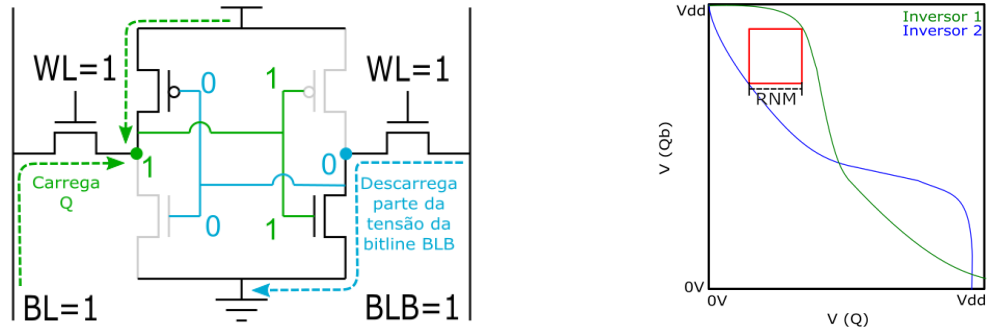 WL=1
WL=1
0
1
1
0
Carrega
Q
0
1
Descarrega
parte da
tensão da
bitline BLB
BL=1
BLB=1
Vdd
Inversor 1
Inversor 2
RNM
V (Qb)
0V
0V
Vdd
V (Q)